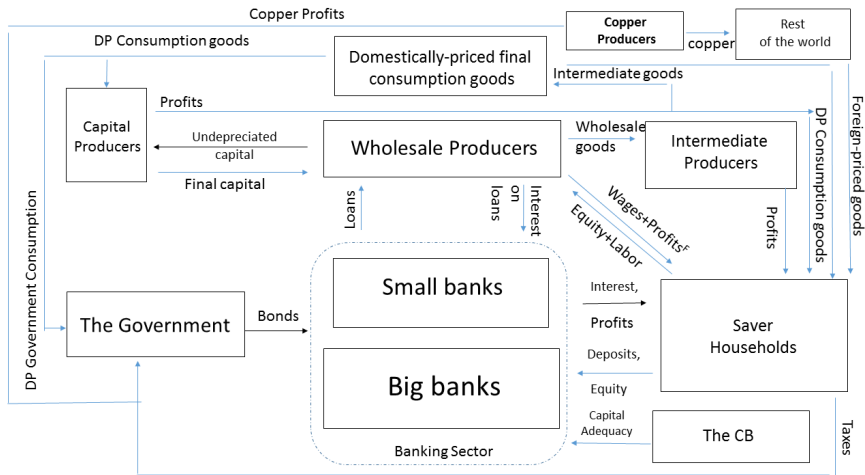 Copper Profits
Copper
Producers
copper
Rest
of the world
DP Consumption goods
Domestically-priced final
consumption goods
Intermediate goods
Profits
Capital
Producers
Undepreciated
capital
Final capital
Wholesale Producers
Wholesale
goods
Intermediate
Producers
DP Consumption goods
Foreign-priced goods
Loans
Interest
on
loans
Wages+Profits^F
Equity+Labor
Profits
DP Government Consumption
The Government
Bonds
Small banks
Big banks
Banking Sector
Interest,
Profits
Deposits,
Equity
Saver
Households
Capital
Adequacy
The CB
Taxes